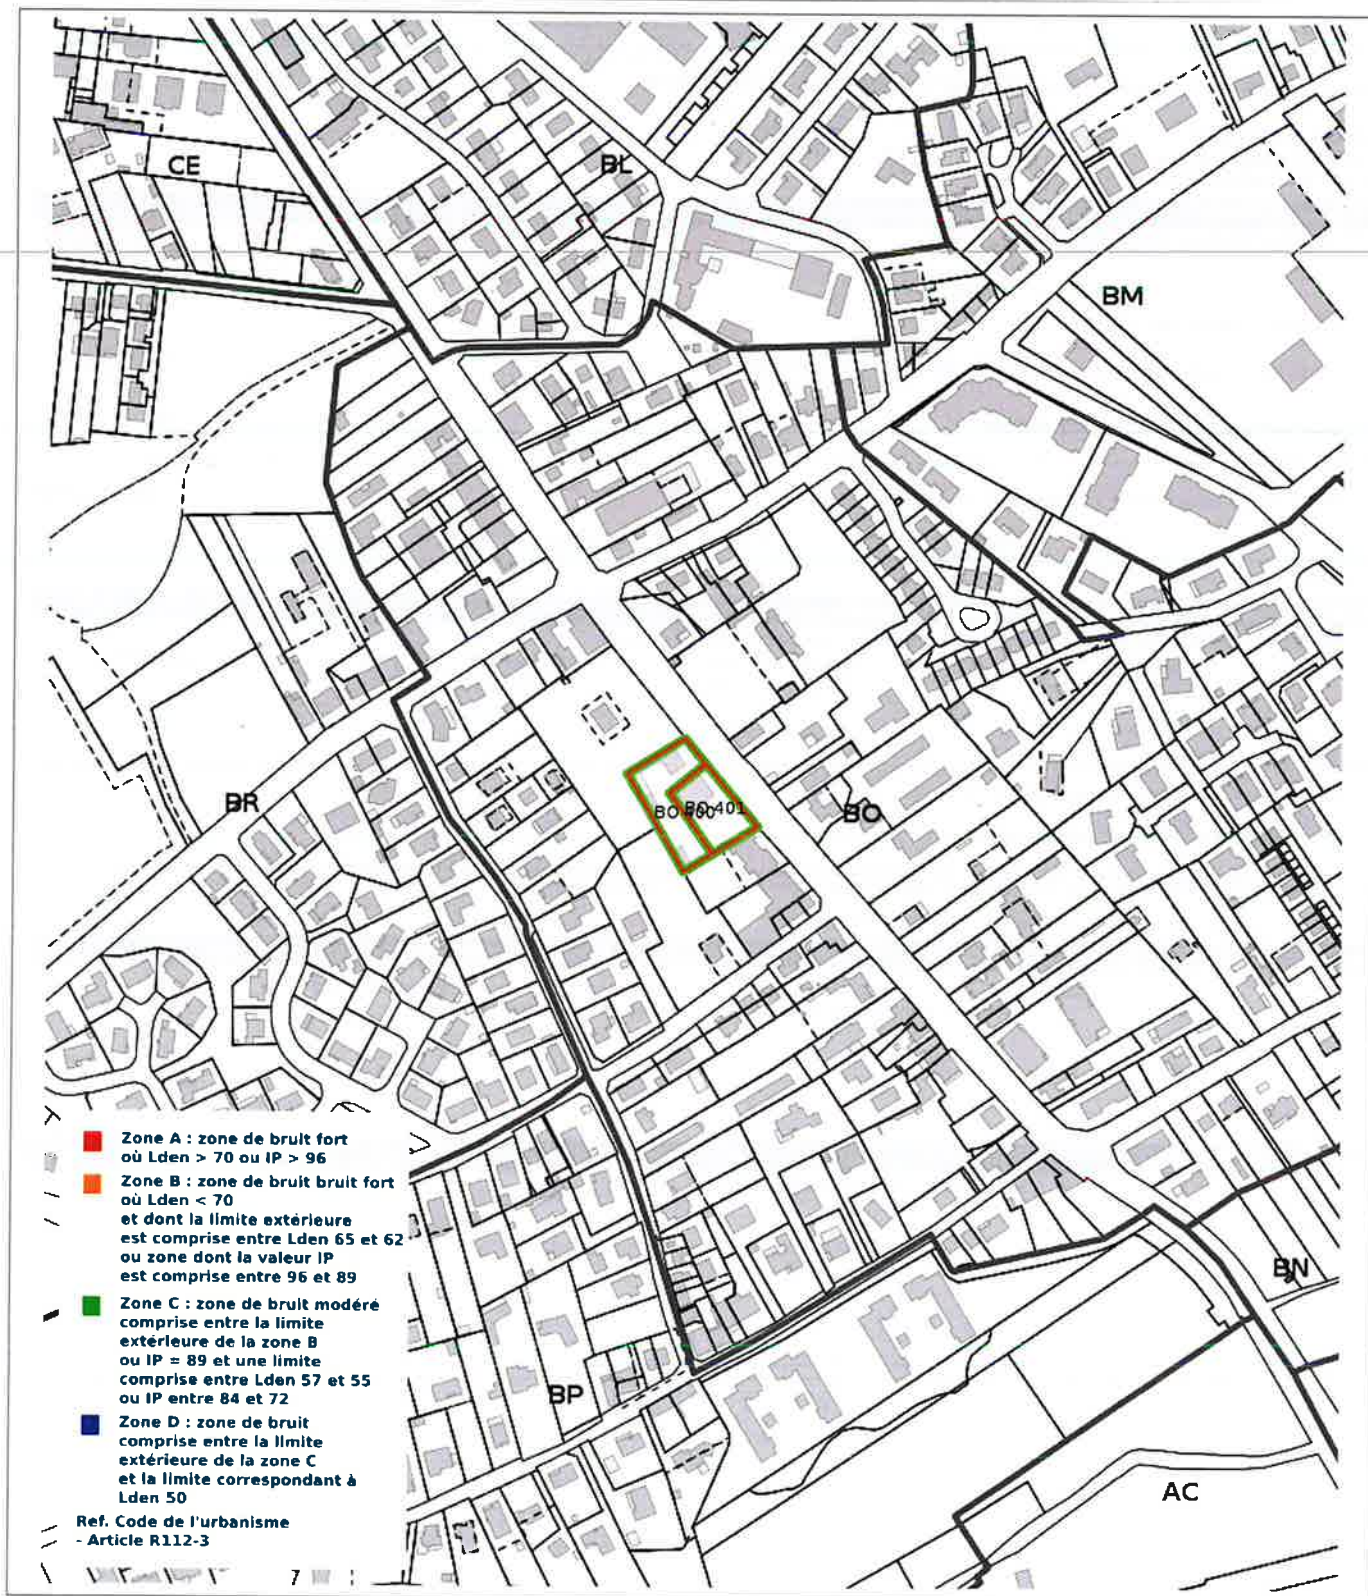 CE
BL
BM
BR
BO 400
BO 401
BO
Zone A : zone de bruit fort
où Lden > 70 ou IP > 96
Zone B : zone de bruit bruit fort
où Lden < 70
et dont la limite extérieure
est comprise entre Lden 65 et 62
ou zone dont la valeur IP
est comprise entre 96 et 89
Zone C : zone de bruit modéré
comprise entre la limite
extérieure de la zone B
ou IP = 89 et une limite
comprise entre Lden 57 et 55
ou IP entre 84 et 72
Zone D : zone de bruit
comprise entre la limite
extérieure de la zone C
et la limite correspondant à
Lden 50
Ref. Code de l'urbanisme
- Article R112-3
BN
BP
AC